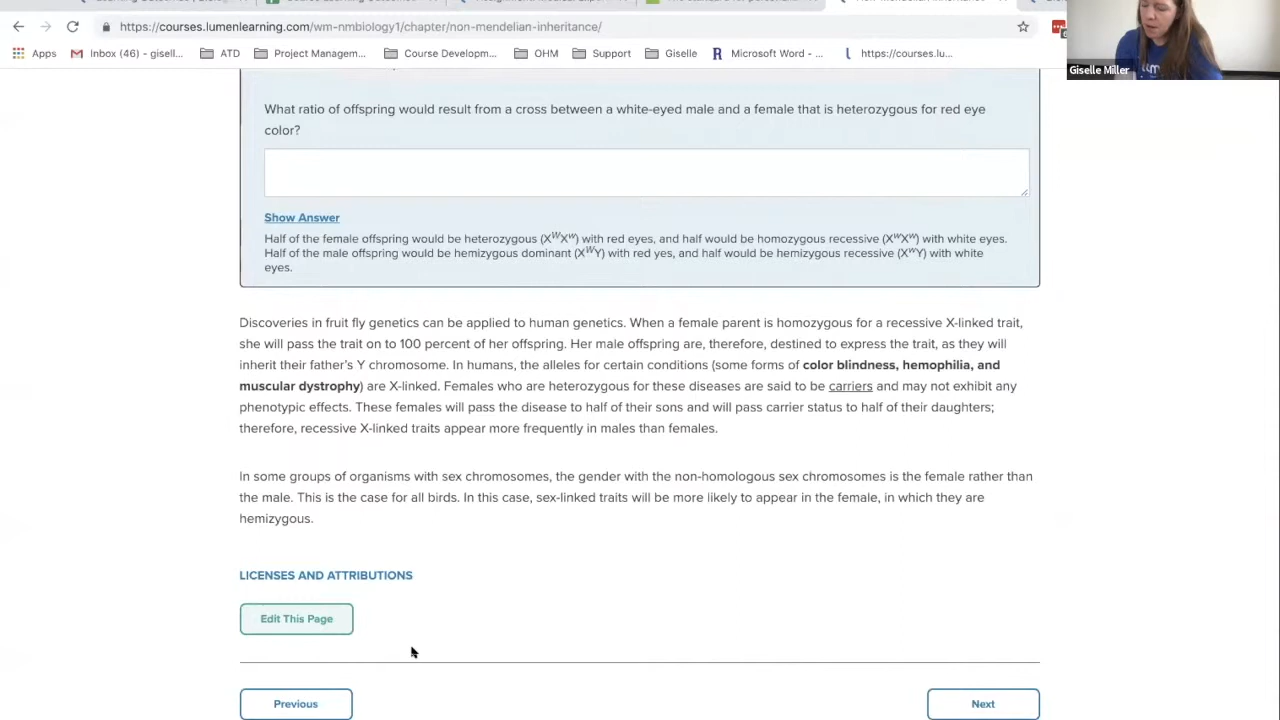 https://courses.lumenlearning.com/wm-nmbiology1/chapter/non-mendelian-inheritance/
Apps
Inbox (46) - gisell...
ATD
Project Managem...
Course Developm...
OHM
Support
Giselle
Microsoft Word - ...
https://courses.lu...
Giselle Miller
What ratio of offspring would result from a cross between a white-eyed male and a female that is heterozygous for red eye
color?
Show Answer
Half of the female offspring would be heterozygous (XᵂXʷ) with red eyes, and half would be homozygous recessive (XʷXʷ) with white eyes.
Half of the male offspring would be hemizygous dominant (XᵂY) with red yes, and half would be hemizygous recessive (XʷY) with white
eyes.
Discoveries in fruit fly genetics can be applied to human genetics. When a female parent is homozygous for a recessive X-linked trait,
she will pass the trait on to 100 percent of her offspring. Her male offspring are, therefore, destined to express the trait, as they will
inherit their father's Y chromosome. In humans, the alleles for certain conditions (some forms of color blindness, hemophilia, and
muscular dystrophy) are X-linked. Females who are heterozygous for these diseases are said to be carriers and may not exhibit any
phenotypic effects. These females will pass the disease to half of their sons and will pass carrier status to half of their daughters;
therefore, recessive X-linked traits appear more frequently in males than females.
In some groups of organisms with sex chromosomes, the gender with the non-homologous sex chromosomes is the female rather than
the male. This is the case for all birds. In this case, sex-linked traits will be more likely to appear in the female, in which they are
hemizygous.
LICENSES AND ATTRIBUTIONS
Edit This Page
Previous
Next